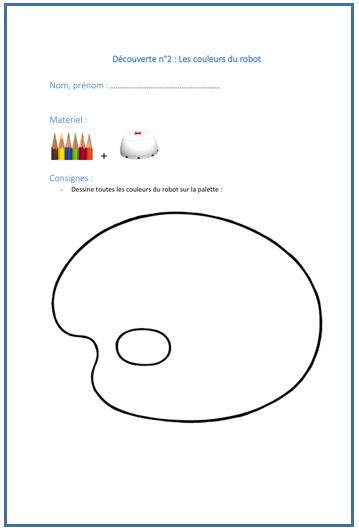 Découverte n°2 : Les couleurs du robot
Nom, prénom : ................................................................
Matériel :
+
Consignes :
- Dessine toutes les couleurs du robot sur la palette :